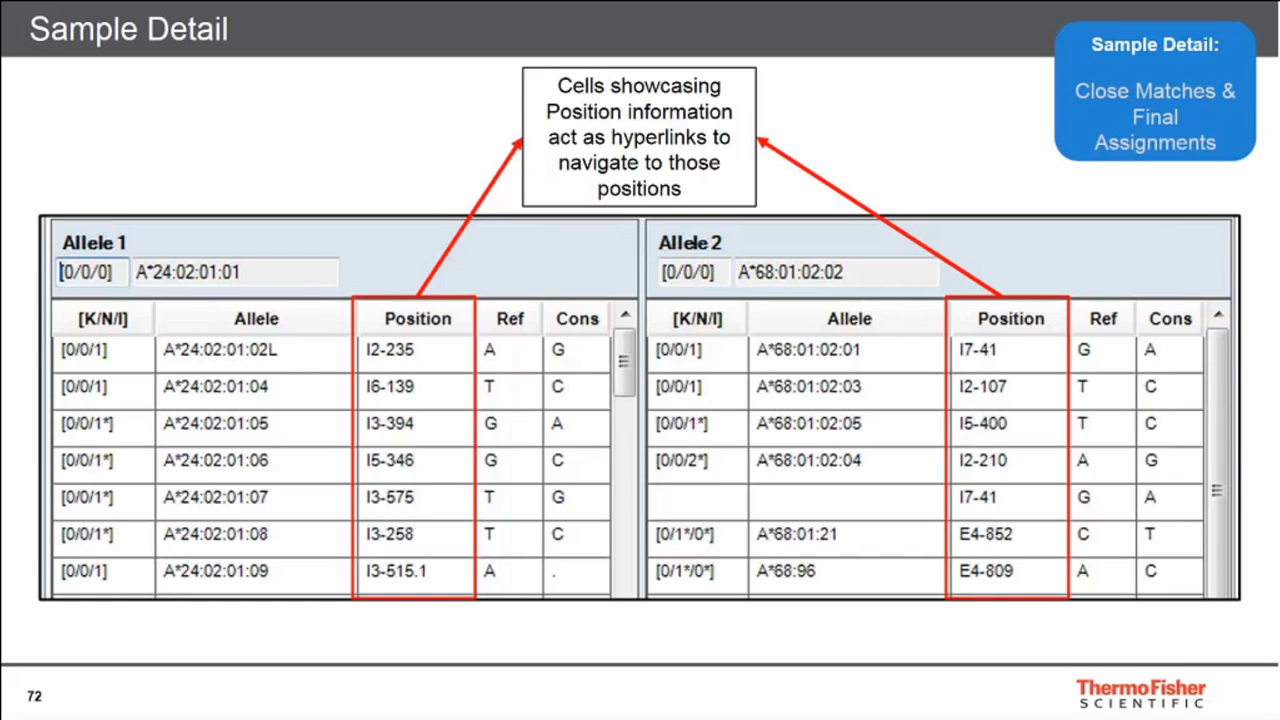 Sample Detail
Sample Detail:
Close Matches &
Final
Assignments
Cells showcasing
Position information
act as hyperlinks to
navigate to those
positions
Allele 1
[0/0/0] A*24:02:01:01
[K/N/I] Allele Position Ref Cons
[0/0/1] A*24:02:01:02L I2-235 A G
[0/0/1] A*24:02:01:04 I6-139 T C
[0/0/1*] A*24:02:01:05 I3-394 G A
[0/0/1*] A*24:02:01:06 I5-346 G C
[0/0/1*] A*24:02:01:07 I3-575 T G
[0/0/1*] A*24:02:01:08 I3-258 T C
[0/0/1] A*24:02:01:09 I3-515.1 A .
Allele 2
[0/0/0] A*68:01:02:02
[K/N/I] Allele Position Ref Cons
[0/0/1] A*68:01:02:01 I7-41 G A
[0/0/1] A*68:01:02:03 I2-107 T C
[0/0/1*] A*68:01:02:05 I5-400 T C
[0/0/2*] A*68:01:02:04 I2-210 A G
I7-41 G A
[0/1*/0*] A*68:01:21 E4-852 C T
[0/1*/0*] A*68:96 E4-809 A C
72
ThermoFisher
SCIENTIFIC